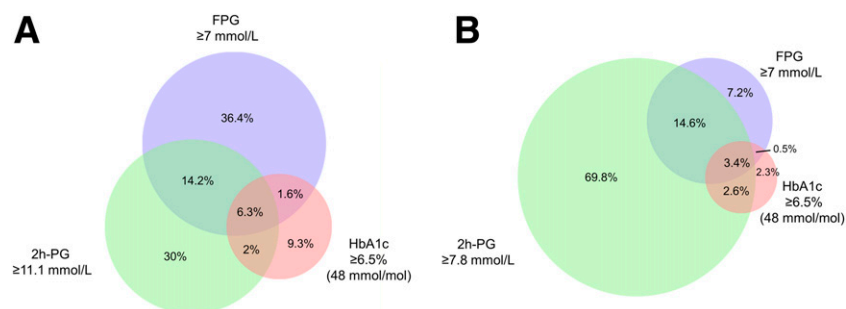 A
FPG
≥7 mmol/L
36.4%
14.2%
1.6%
6.3%
2%
9.3%
30%
2h-PG
≥11.1 mmol/L
HbA1c
≥6.5%
(48 mmol/mol)
B
FPG
≥7 mmol/L
7.2%
14.6%
0.5%
3.4%
2.3%
2.6%
69.8%
HbA1c
≥6.5%
(48 mmol/mol)
2h-PG
≥7.8 mmol/L